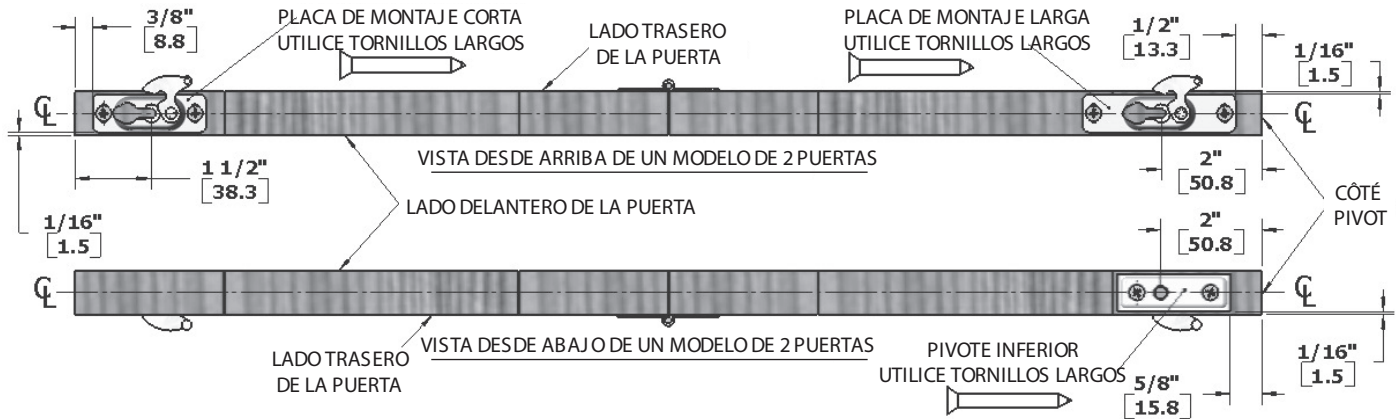 3/8"
[8.8]
PLACA DE MONTAJE CORTA
UTILICE TORNILLOS LARGOS
LADO TRASERO
DE LA PUERTA
PLACA DE MONTAJE LARGA
UTILICE TORNILLOS LARGOS
1/2"
[13.3]
1/16"
[1.5]
℄
℄
1 1/2"
[38.3]
VISTA DESDE ARRIBA DE UN MODELO DE 2 PUERTAS
2"
[50.8]
1/16"
[1.5]
LADO DELANTERO DE LA PUERTA
CÔTÉ
PIVOT
2"
[50.8]
℄
℄
LADO TRASERO
DE LA PUERTA
VISTA DESDE ABAJO DE UN MODELO DE 2 PUERTAS
PIVOTE INFERIOR
UTILICE TORNILLOS LARGOS
5/8"
[15.8]
1/16"
[1.5]